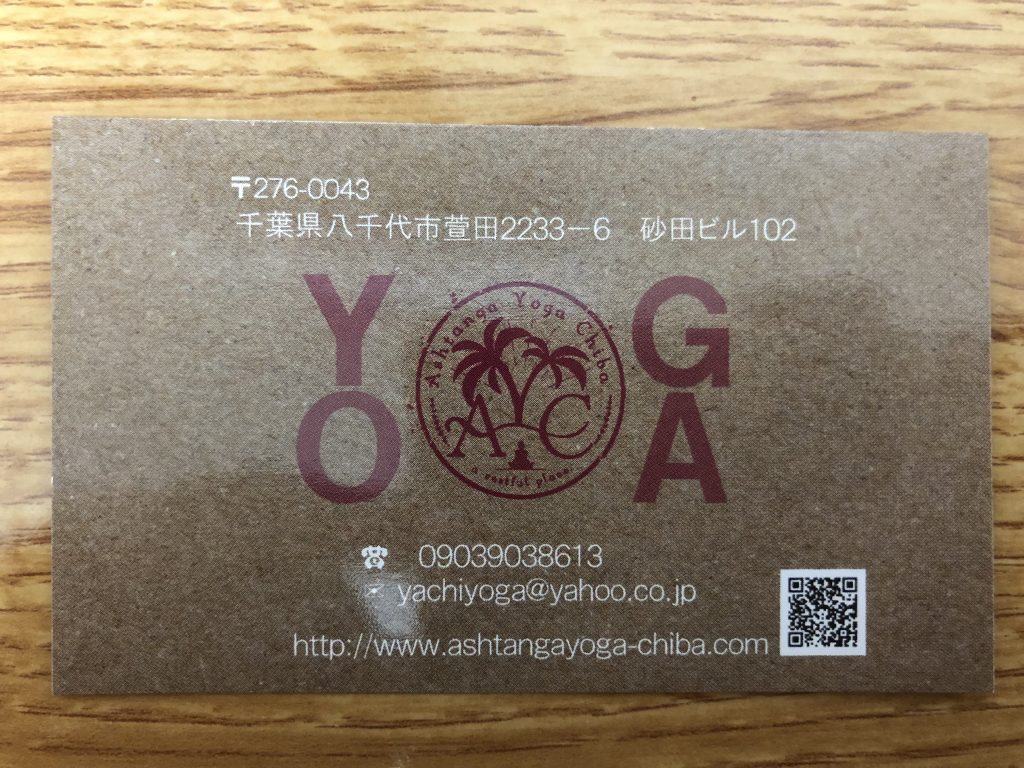 〒276-0043
千葉県八千代市萱田2233－6　砂田ビル102
Y G
O A
Ashtanga Yoga Chiba
AYC
a restful place
09039038613
yachiyoga@yahoo.co.jp
http://www.ashtangayoga-chiba.com